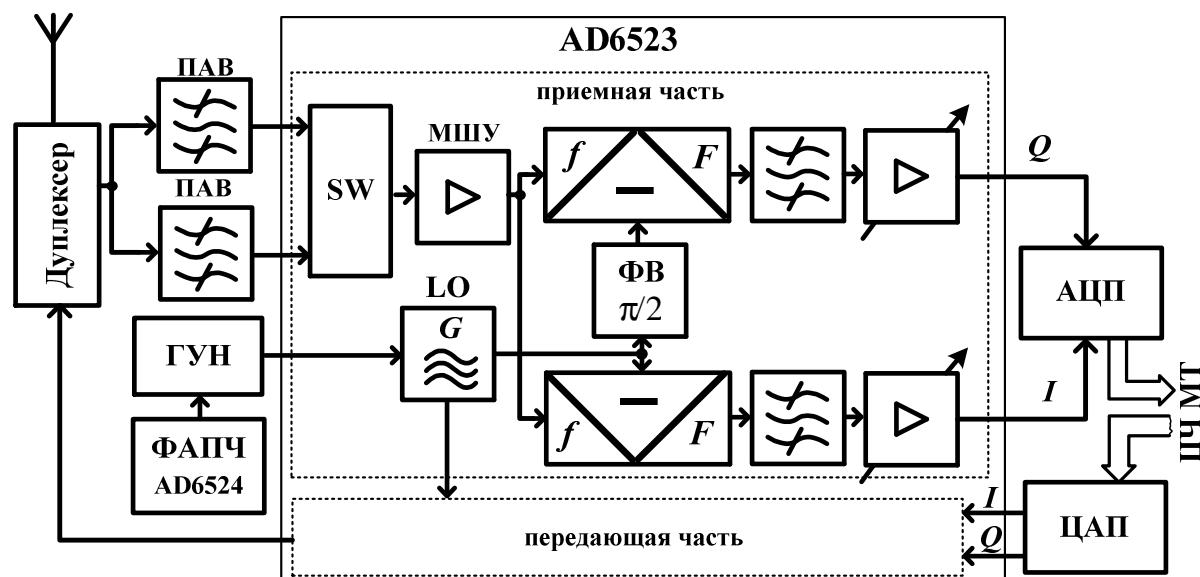 AD6523
ПАВ
приемная часть
МШУ
Дуплексер
SW
f
F
Q
ПАВ
ФВ
π/2
АЦП
LO
G
ГУН
I
f
F
ФАПЧ
AD6524
ЦЧ МТ
передающая часть
I
Q
ЦАП